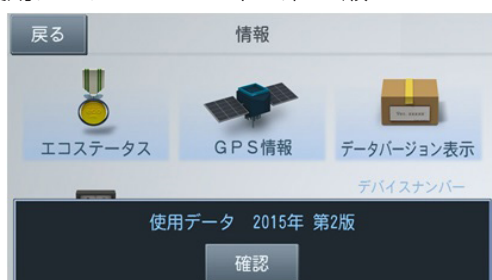 戻る
情報
エコステータス
GPS情報
データバージョン表示
デバイスナンバー
使用データ 2015年 第2版
確認